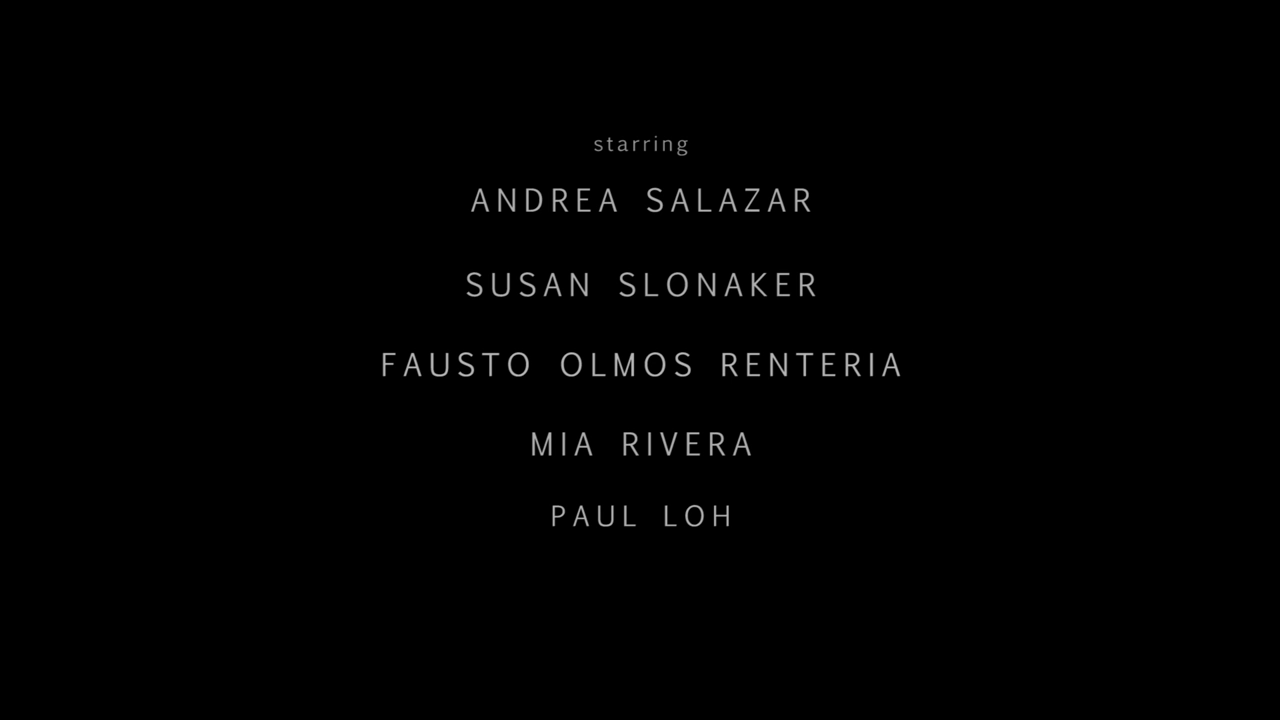 starring
ANDREA SALAZAR
SUSAN SLONAKER
FAUSTO OLMOS RENTERIA
MIA RIVERA
PAUL LOH